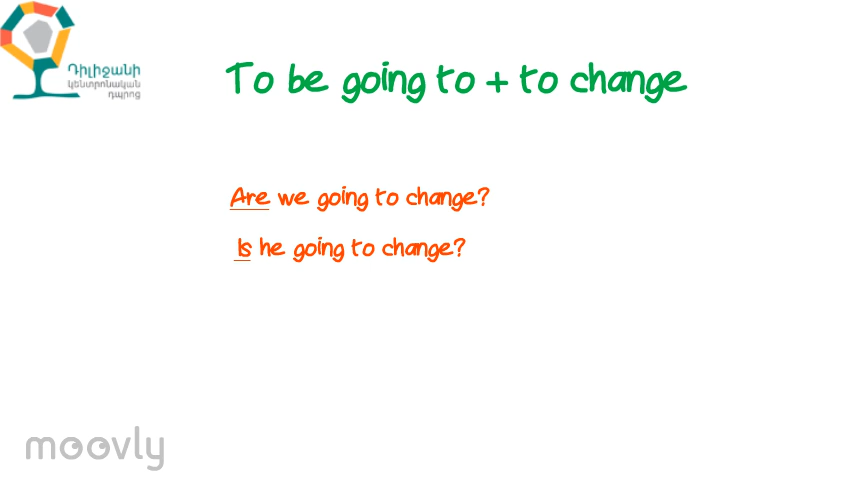 Դիլիջանի
կենտրոնական
դպրոց
To be going to + to change
Are we going to change?
Is he going to change?
moovly